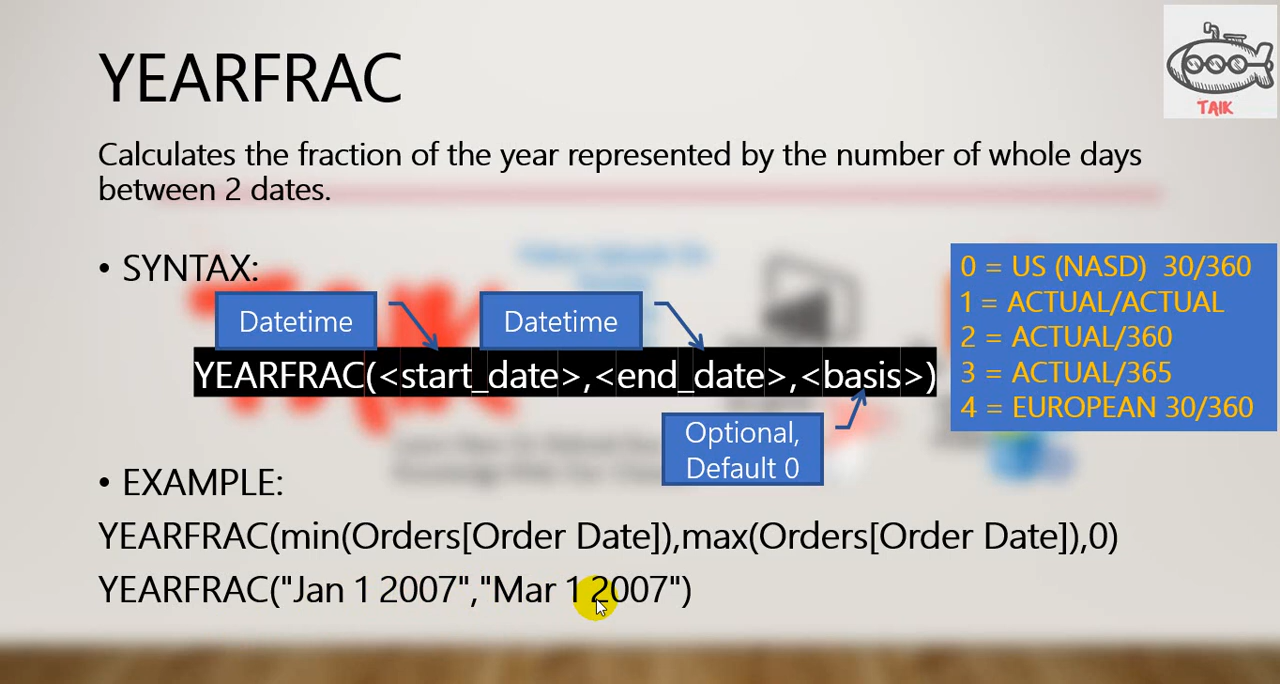 YEARFRAC
TAIK
Calculates the fraction of the year represented by the number of whole days
between 2 dates.
• SYNTAX:
Datetime
Datetime
YEARFRAC(<start_date>,<end_date>,<basis>)
Optional,
Default 0
0 = US (NASD) 30/360
1 = ACTUAL/ACTUAL
2 = ACTUAL/360
3 = ACTUAL/365
4 = EUROPEAN 30/360
• EXAMPLE:
YEARFRAC(min(Orders[Order Date]),max(Orders[Order Date]),0)
YEARFRAC("Jan 1 2007","Mar 1 2007")